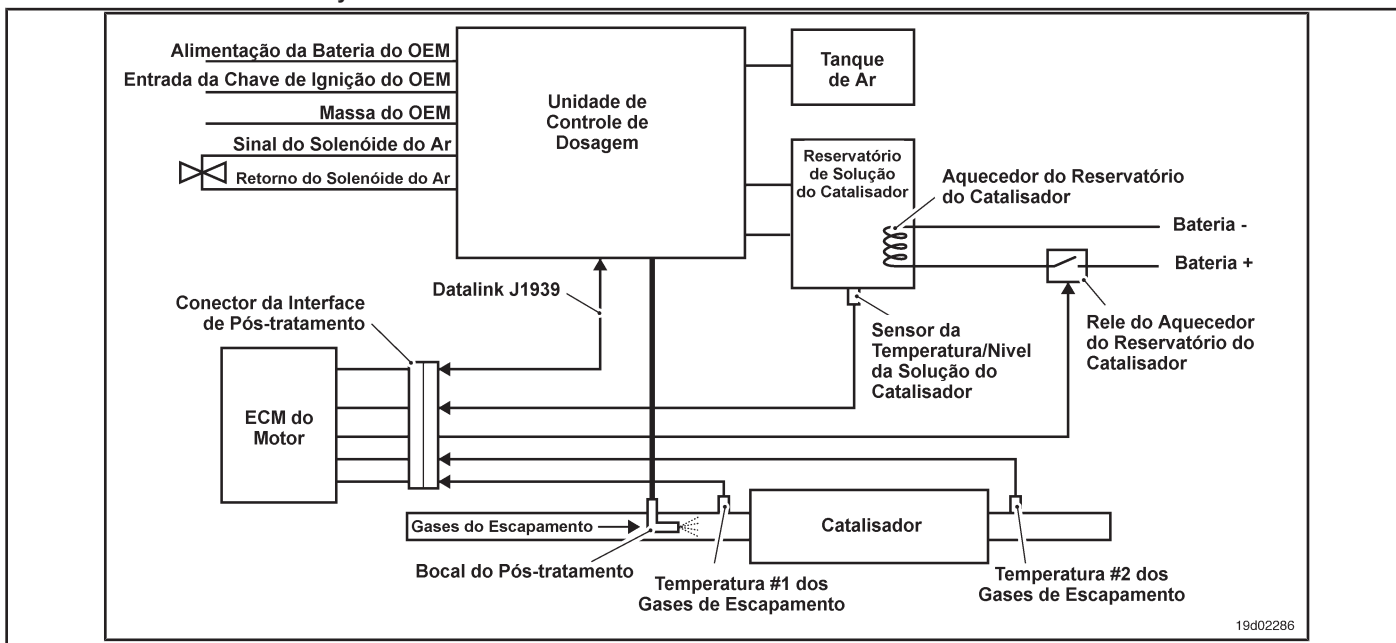 Alimentação da Bateria do OEM
Entrada da Chave de Ignição do OEM
Massa do OEM
Sinal do Solenóide do Ar
Retorno do Solenóide do Ar
Unidade de
Controle de
Dosagem
Tanque
de Ar
Reservatório
de Solução
do Catalisador
Aquecedor do Reservatório
do Catalisador
Bateria -
Bateria +
Datalink J1939
Conector da Interface
de Pós-tratamento
Sensor da
Temperatura/Nivel
da Solução do
Catalisador
Rele do Aquecedor
do Reservatório do
Catalisador
ECM do
Motor
Gases do Escapamento
Catalisador
Bocal do Pós-tratamento
Temperatura #1 dos
Gases de Escapamento
Temperatura #2 dos
Gases de Escapamento
19d02286